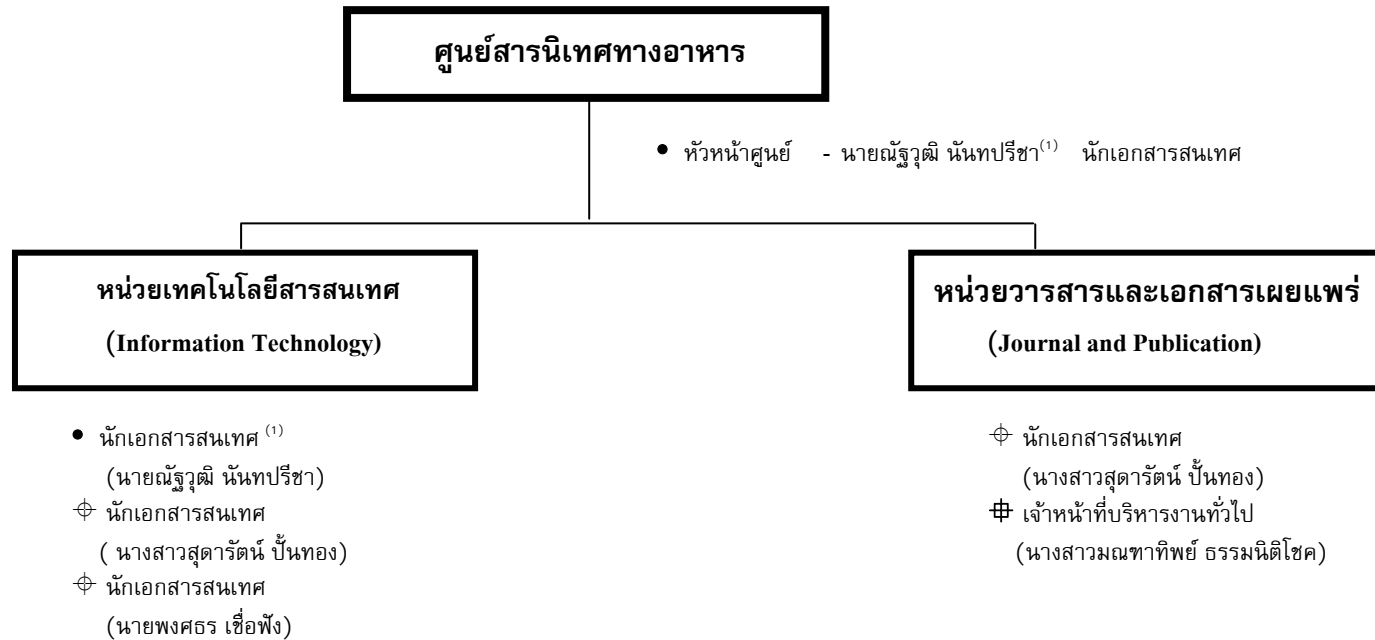 ศูนย์สารนิเทศทางอาหาร
● หัวหน้าศูนย์ - นายณัฐวุฒิ นันทปรีชา⁽¹⁾ นักเอกสารสนเทศ
หน่วยเทคโนโลยีสารสนเทศ
(Information Technology)
● นักเอกสารสนเทศ ⁽¹⁾
(นายณัฐวุฒิ นันทปรีชา)
นักเอกสารสนเทศ
( นางสาวสุดารัตน์ ปั้นทอง)
นักเอกสารสนเทศ
(นายพงศธร เชื่อฟัง)
หน่วยวารสารและเอกสารเผยแพร่
(Journal and Publication)
นักเอกสารสนเทศ
(นางสาวสุดารัตน์ ปั้นทอง)
เจ้าหน้าที่บริหารงานทั่วไป
(นางสาวมณฑาทิพย์ ธรรมนิติโชค)